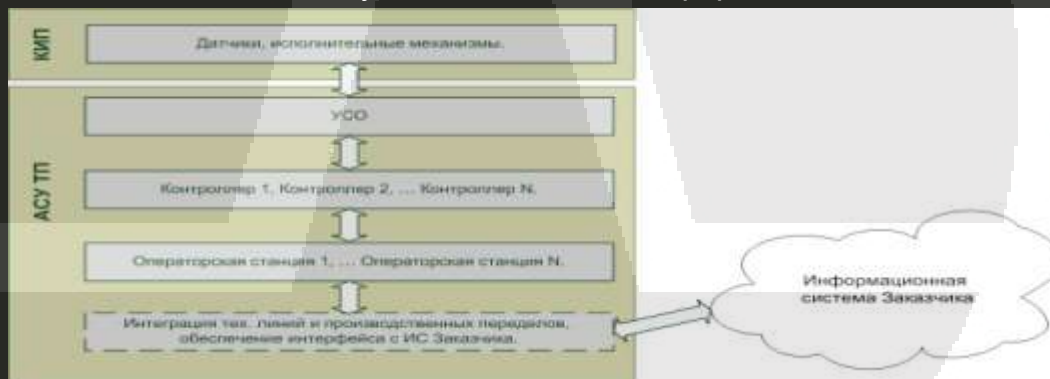 КИП
Датчики, исполнительные механизмы.
АСУ ТП
УСО
Контроллер 1, Контроллер 2, ... Контроллер N.
Операторская станция 1, ... Операторская станция N.
Интеграция тех. линий и производственных переделов,
обеспечение интерфейса с ИС Заказчика.
Информационная
система Заказчика